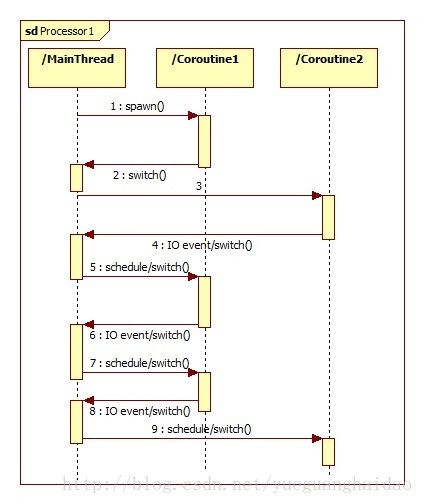 sd Processor1
/MainThread
/Coroutine1
/Coroutine2
1 : spawn()
2 : switch()
3
4 : IO event/switch()
5 : schedule/switch()
6 : IO event/switch()
7 : schedule/switch()
8 : IO event/switch()
9 : schedule/switch()
http://blog.csdn.net/yueguanghaidao